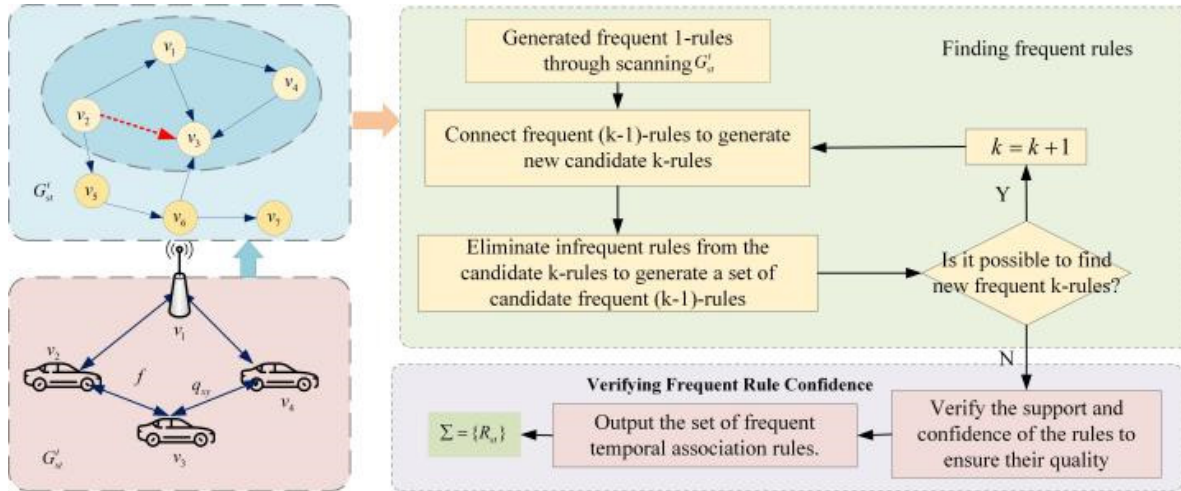 v₁
v₄
v₂
v₃
v₅
v₆
v₇
G'ₛₜ
v₁
v₂
f
qₓᵧ
v₄
v₃
G'ₛₜ
Generated frequent 1-rules
through scanning G'ₛₜ
Finding frequent rules
Connect frequent (k-1)-rules to generate
new candidate k-rules
k = k + 1
Y
Eliminate infrequent rules from the
candidate k-rules to generate a set of
candidate frequent (k-1)-rules
Is it possible to find
new frequent k-rules?
N
Verifying Frequent Rule Confidence
Σ = {Rₛₜ}
Output the set of frequent
temporal association rules.
Verify the support and
confidence of the rules to
ensure their quality